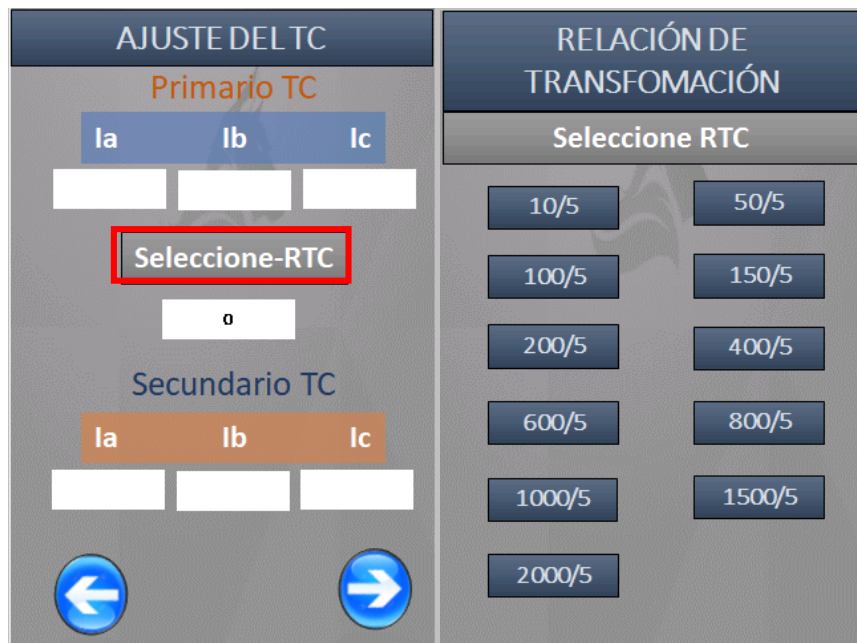 AJUSTE DEL TC
Primario TC
Ia Ib Ic
Seleccione-RTC
0
Secundario TC
Ia Ib Ic
RELACIÓN DE
TRANSFOMACIÓN
Seleccione RTC
10/5 50/5
100/5 150/5
200/5 400/5
600/5 800/5
1000/5 1500/5
2000/5